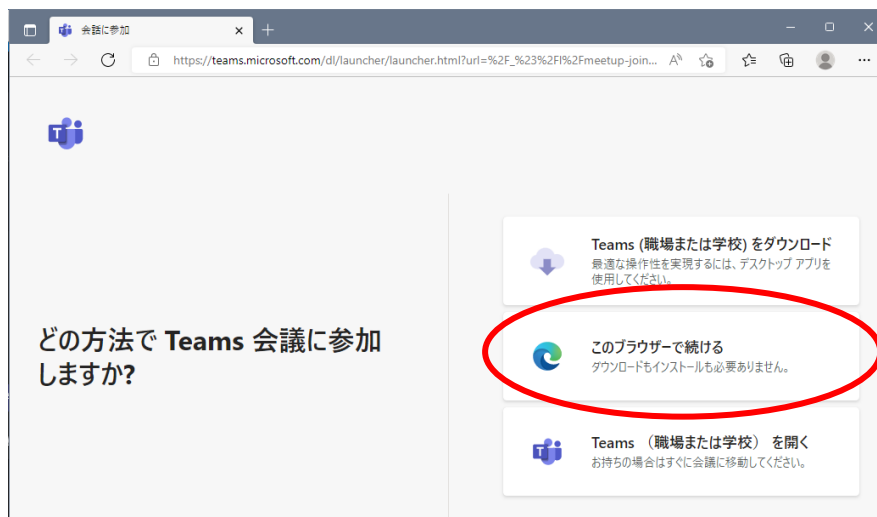 会話に参加
https://teams.microsoft.com/dl/launcher/launcher.html?url=%2F_%23%2Fl%2Fmeetup-join...
T
どの方法で Teams 会議に参加
しますか?
Teams (職場または学校) をダウンロード
最適な操作性を実現するには、デスクトップ アプリを
使用してください。
このブラウザーで続ける
ダウンロードもインストールも必要ありません。
Teams （職場または学校） を開く
お持ちの場合はすぐに会議に移動してください。